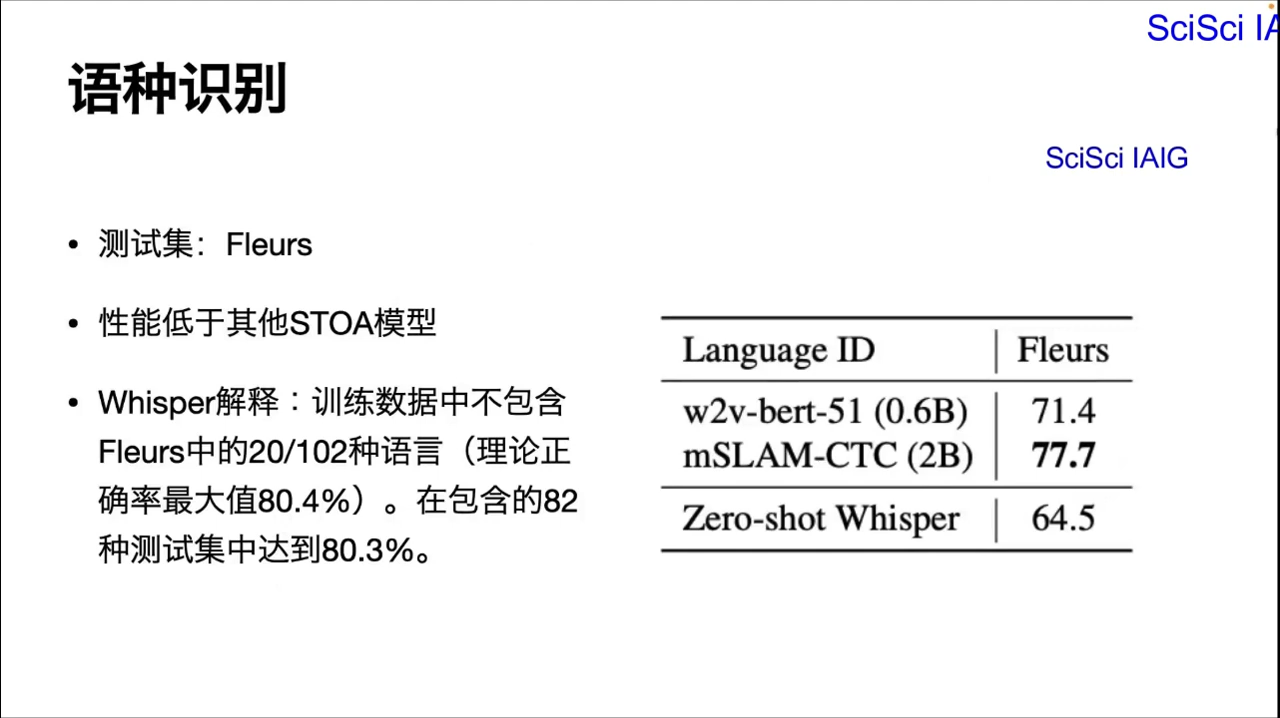 SciSci IA
语种识别
SciSci IAIG
• 测试集：Fleurs
• 性能低于其他STOA模型
• Whisper解释：训练数据中不包含
Fleurs中的20/102种语言（理论正
确率最大值80.4%）。在包含的82
种测试集中达到80.3%。
Language ID | Fleurs
w2v-bert-51 (0.6B) | 71.4
mSLAM-CTC (2B) | 77.7
Zero-shot Whisper | 64.5